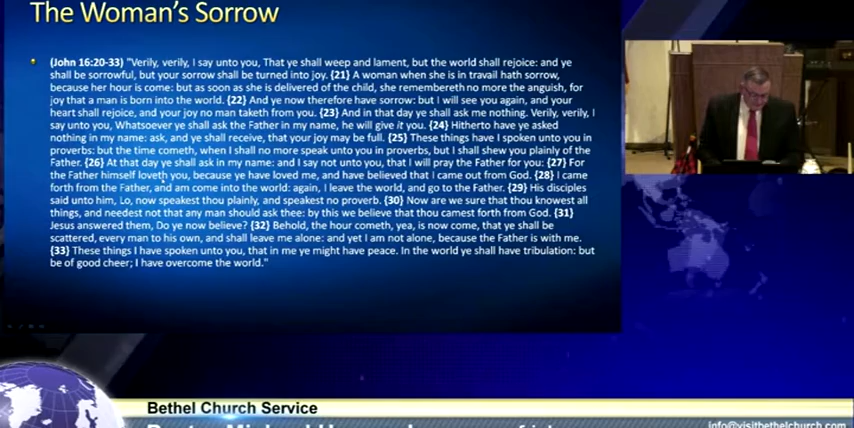 The Woman's Sorrow
(John 16:20-33) "Verily, verily, I say unto you, That ye shall weep and lament, but the world shall rejoice: and ye
shall be sorrowful, but your sorrow shall be turned into joy. {21} A woman when she is in travail hath sorrow,
because her hour is come: but as soon as she is delivered of the child, she remembereth no more the anguish, for
joy that a man is born into the world. {22} And ye now therefore have sorrow: but I will see you again, and your
heart shall rejoice, and your joy no man taketh from you. {23} And in that day ye shall ask me nothing. Verily, verily, I
say unto you, Whatsoever ye shall ask the Father in my name, he will give it you. {24} Hitherto have ye asked
nothing in my name: ask, and ye shall receive, that your joy may be full. {25} These things have I spoken unto you in
proverbs: but the time cometh, when I shall no more speak unto you in proverbs, but I shall shew you plainly of the
Father. {26} At that day ye shall ask in my name: and I say not unto you, that I will pray the Father for you: {27} For
the Father himself loveth you, because ye have loved me, and have believed that I came out from God. {28} I came
forth from the Father, and am come into the world: again, I leave the world, and go to the Father. {29} His disciples
said unto him, Lo, now speakest thou plainly, and speakest no proverb. {30} Now are we sure that thou knowest all
things, and needest not that any man should ask thee: by this we believe that thou camest forth from God. {31}
Jesus answered them, Do ye now believe? {32} Behold, the hour cometh, yea, is now come, that ye shall be
scattered, every man to his own, and shall leave me alone: and yet I am not alone, because the Father is with me.
{33} These things I have spoken unto you, that in me ye might have peace. In the world ye shall have tribulation: but
be of good cheer; I have overcome the world."
Bethel Church Service
info@visitbethelchurch.com